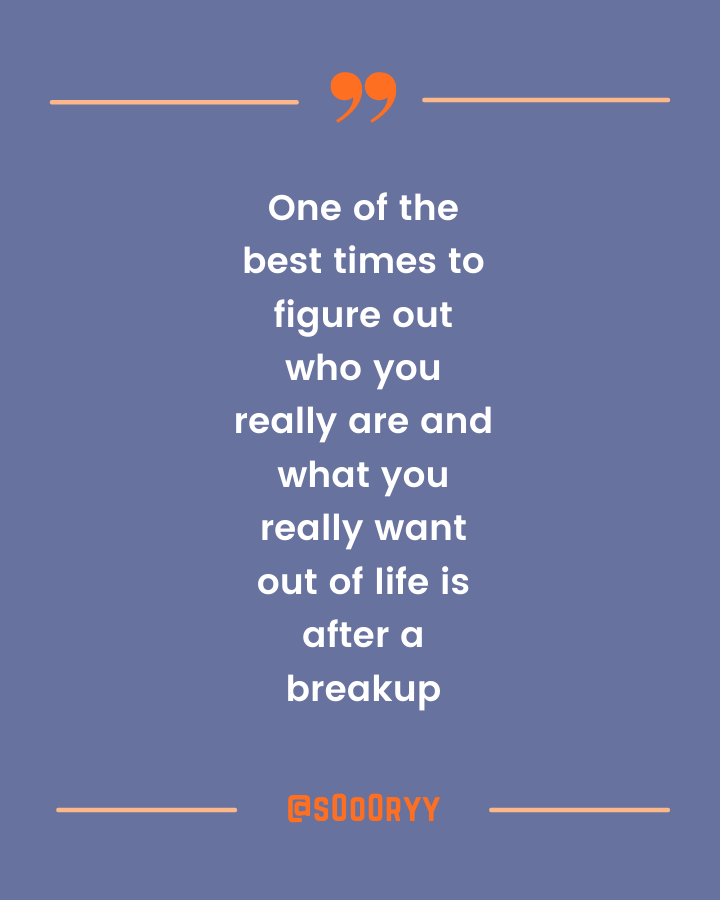 ”
One of the
best times to
figure out
who you
really are and
what you
really want
out of life is
after a
breakup
@sOoOryy